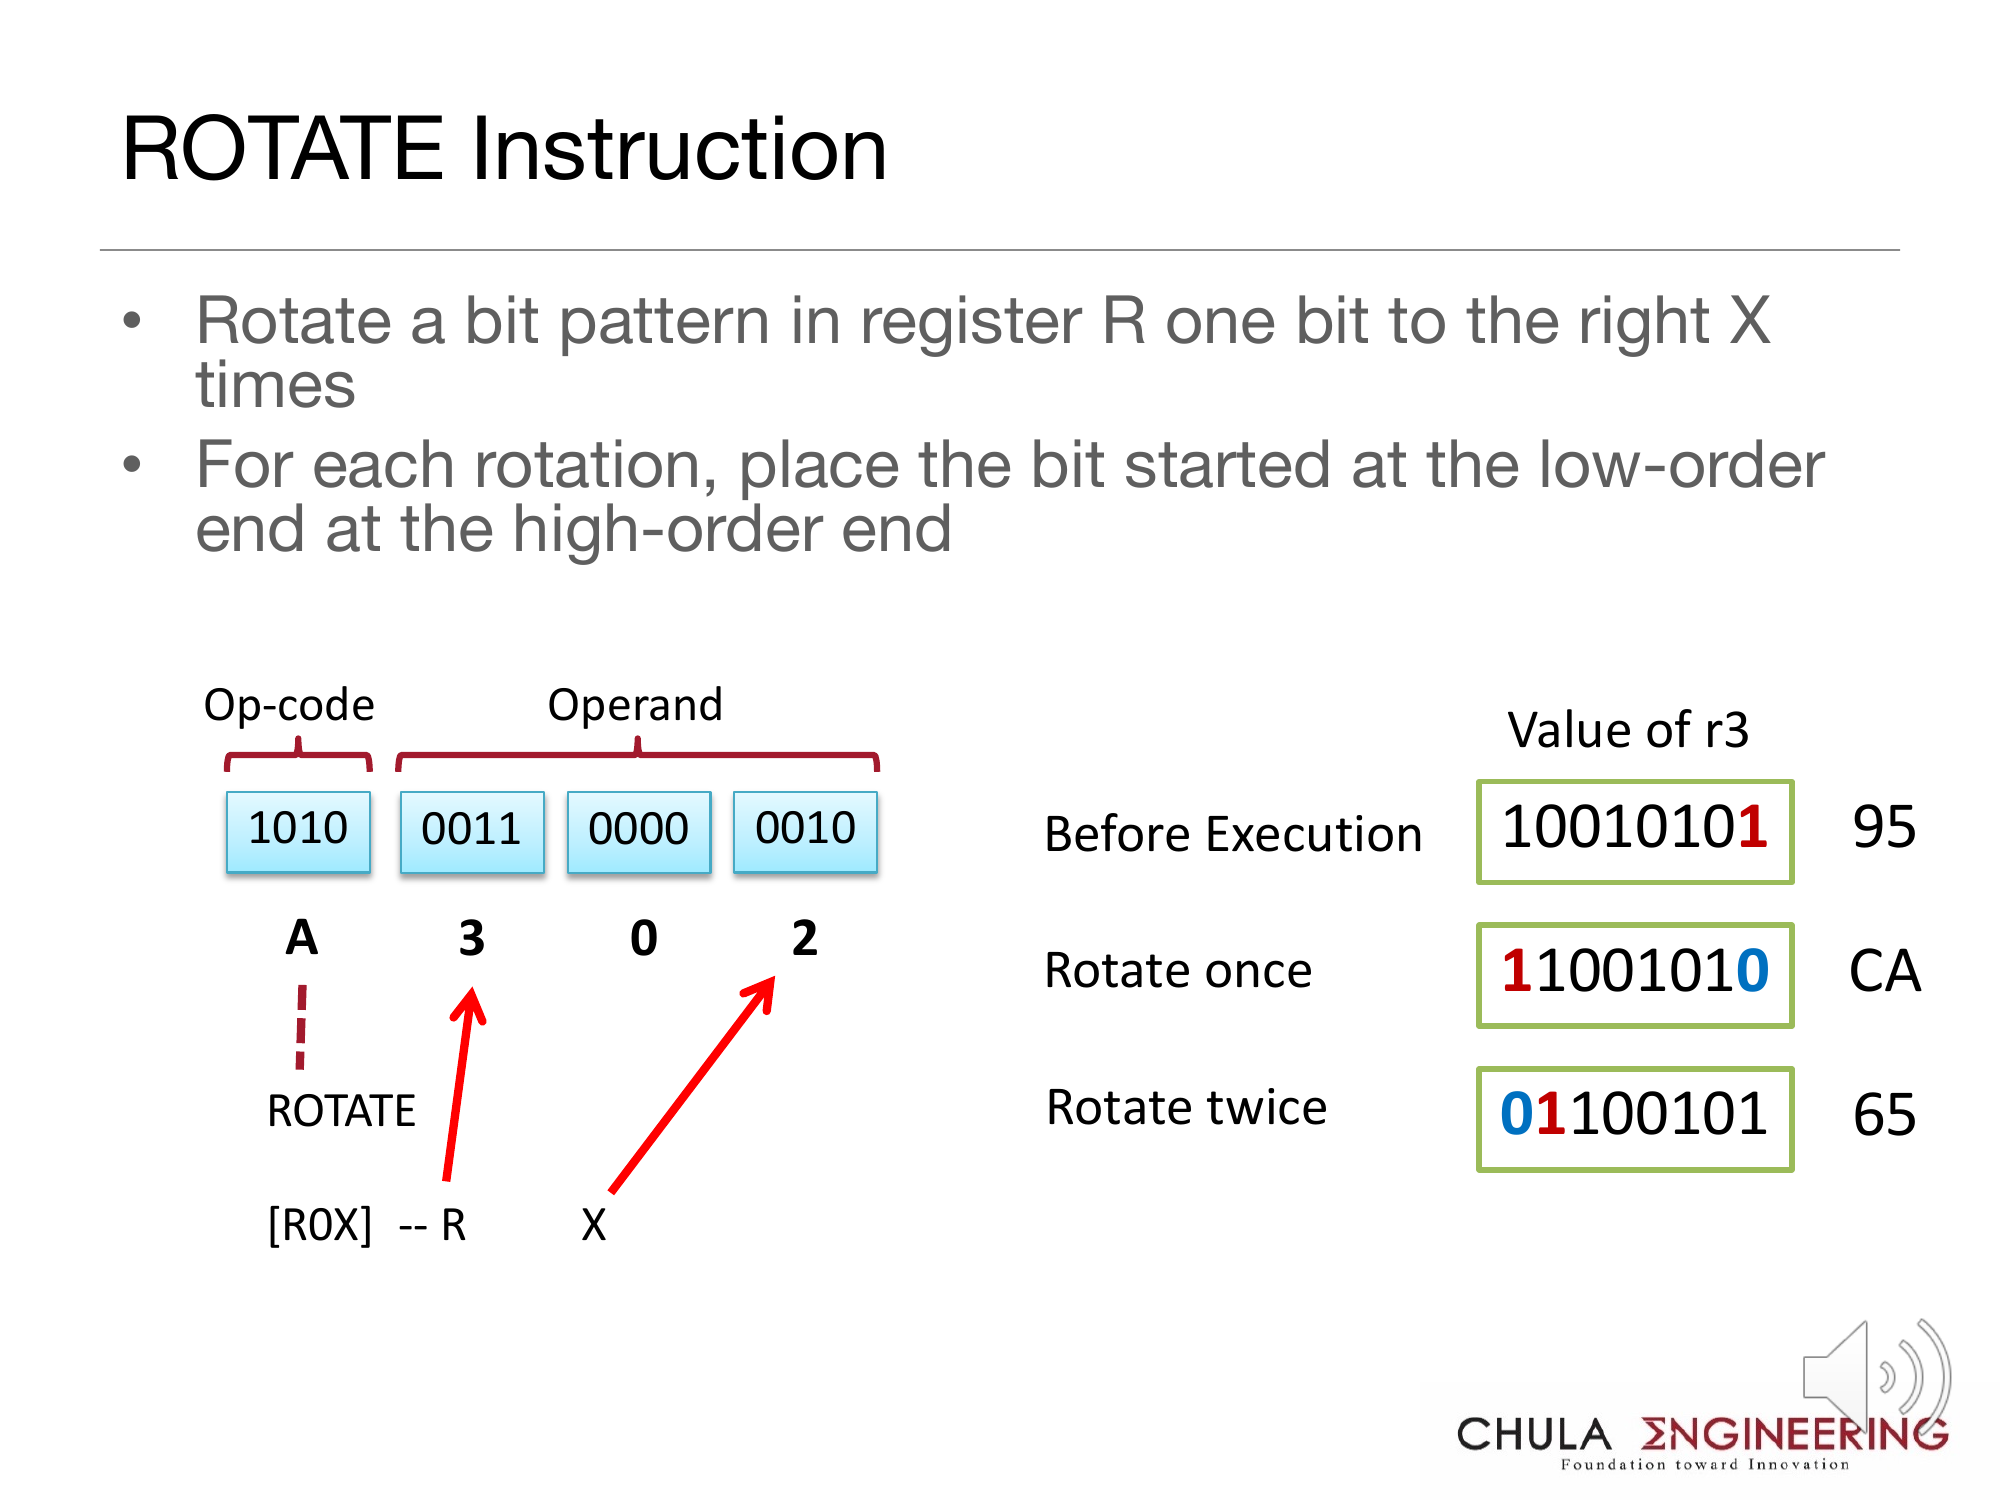 ROTATE Instruction
• Rotate a bit pattern in register R one bit to the right X
times
• For each rotation, place the bit started at the low-order
end at the high-order end
Op-code Operand
1010 0011 0000 0010
A 3 0 2
ROTATE
[R0X] -- R X
Value of r3
Before Execution 10010101 95
Rotate once 11001010 CA
Rotate twice 01100101 65
CHULA ΣNGINEERING
Foundation toward Innovation